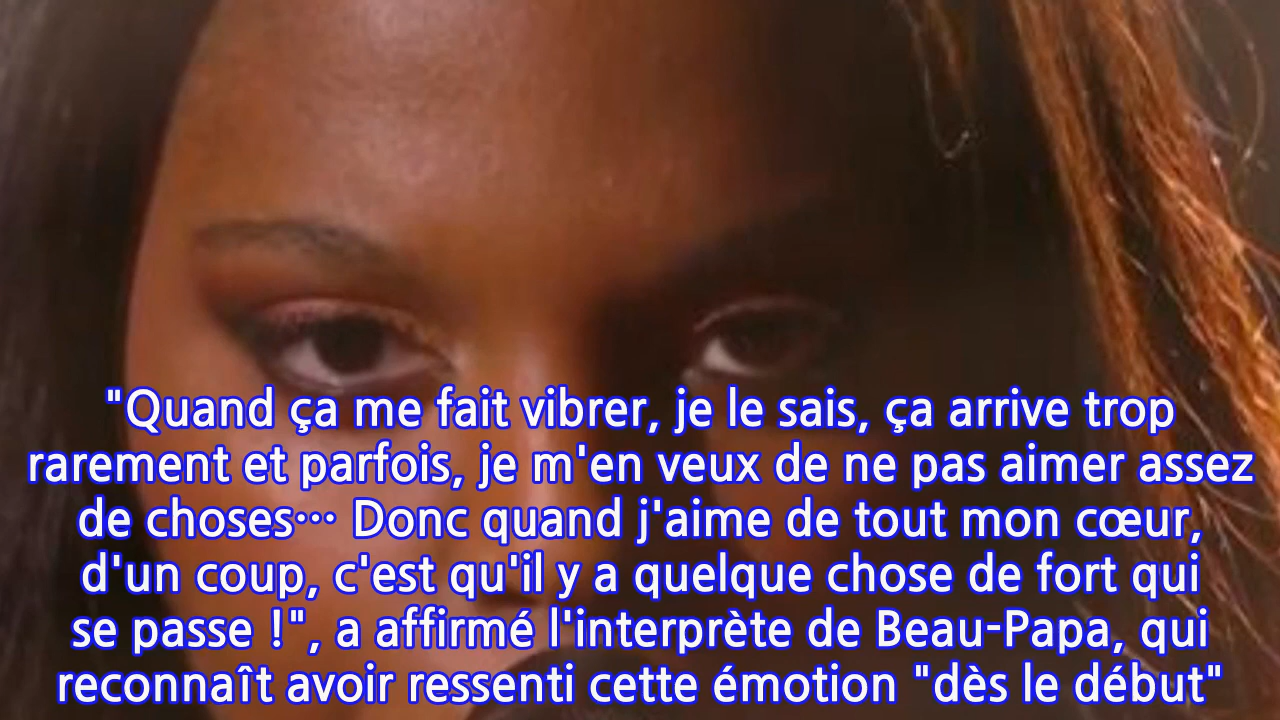 "Quand ça me fait vibrer, je le sais, ça arrive trop
rarement et parfois, je m'en veux de ne pas aimer assez
de choses… Donc quand j'aime de tout mon cœur,
d'un coup, c'est qu'il y a quelque chose de fort qui
se passe !", a affirmé l'interprète de Beau-Papa, qui
reconnaît avoir ressenti cette émotion "dès le début"